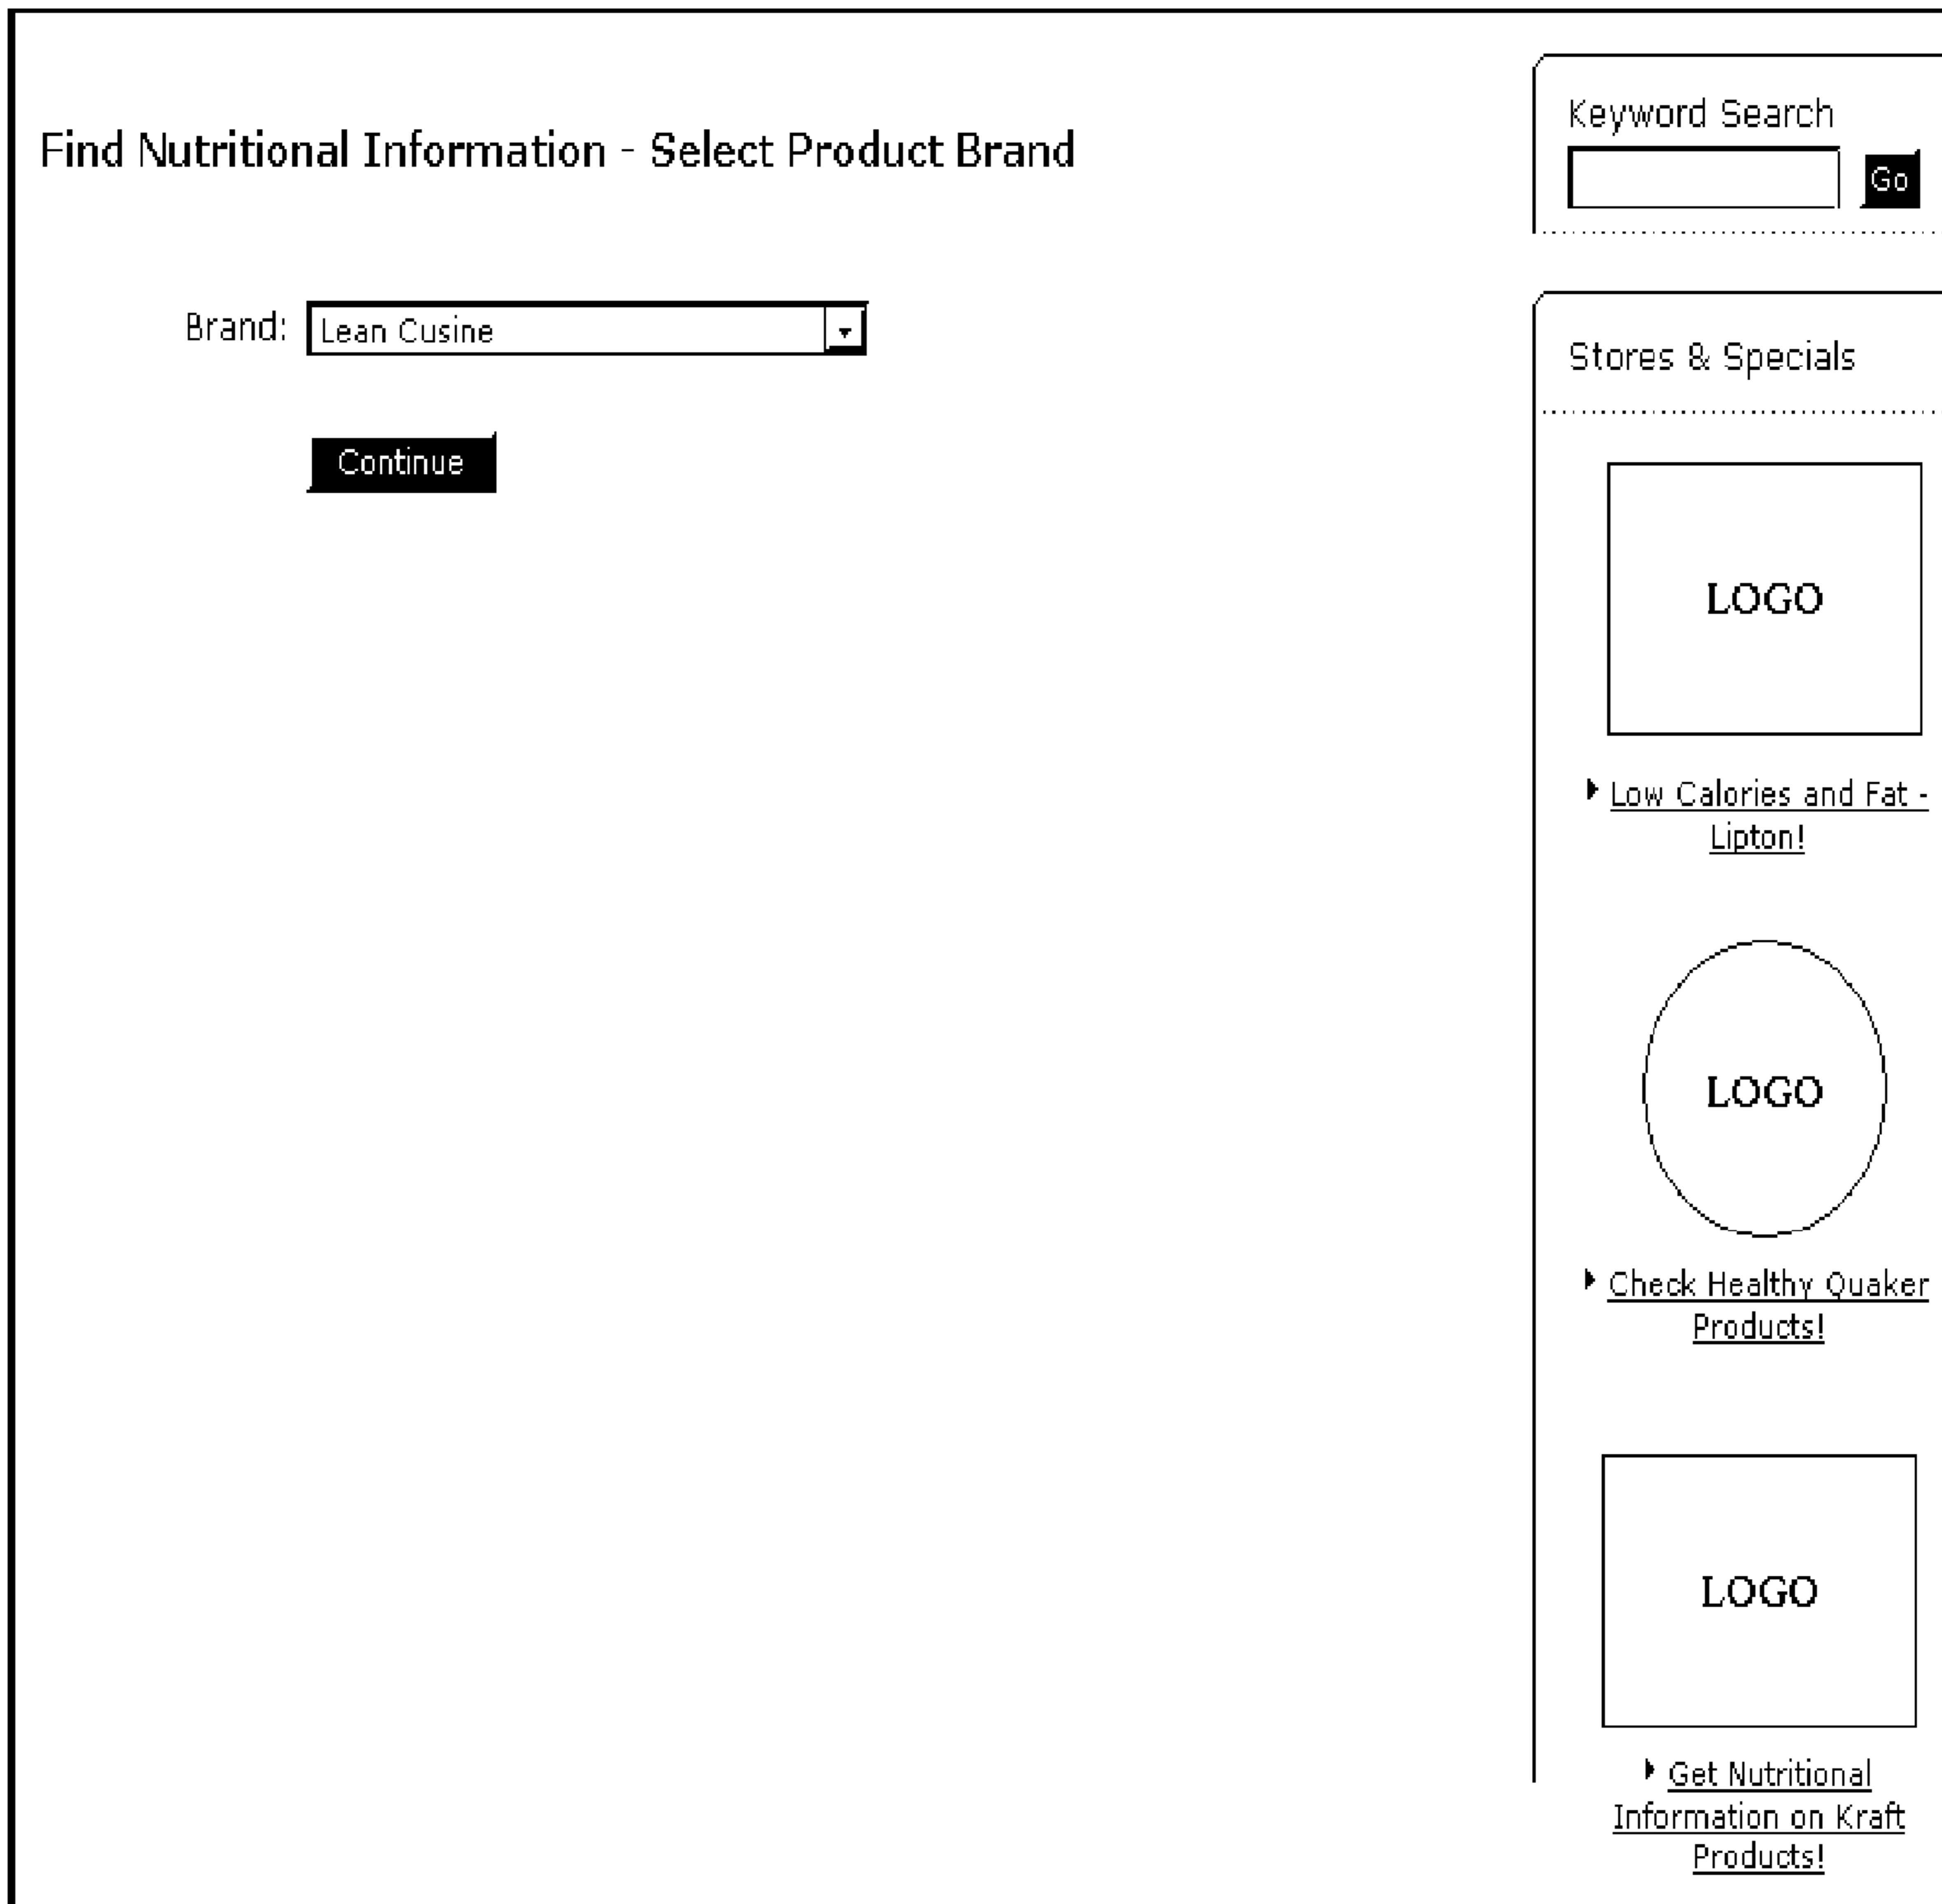 Find Nutritional Information - Select Product Brand
Brand:
Lean Cusine
Continue
Keyword Search
Go
Stores & Specials
LOGO
Low Calories and Fat -
Lipton!
LOGO
Check Healthy Quaker
Products!
LOGO
Get Nutritional
Information on Kraft
Products!